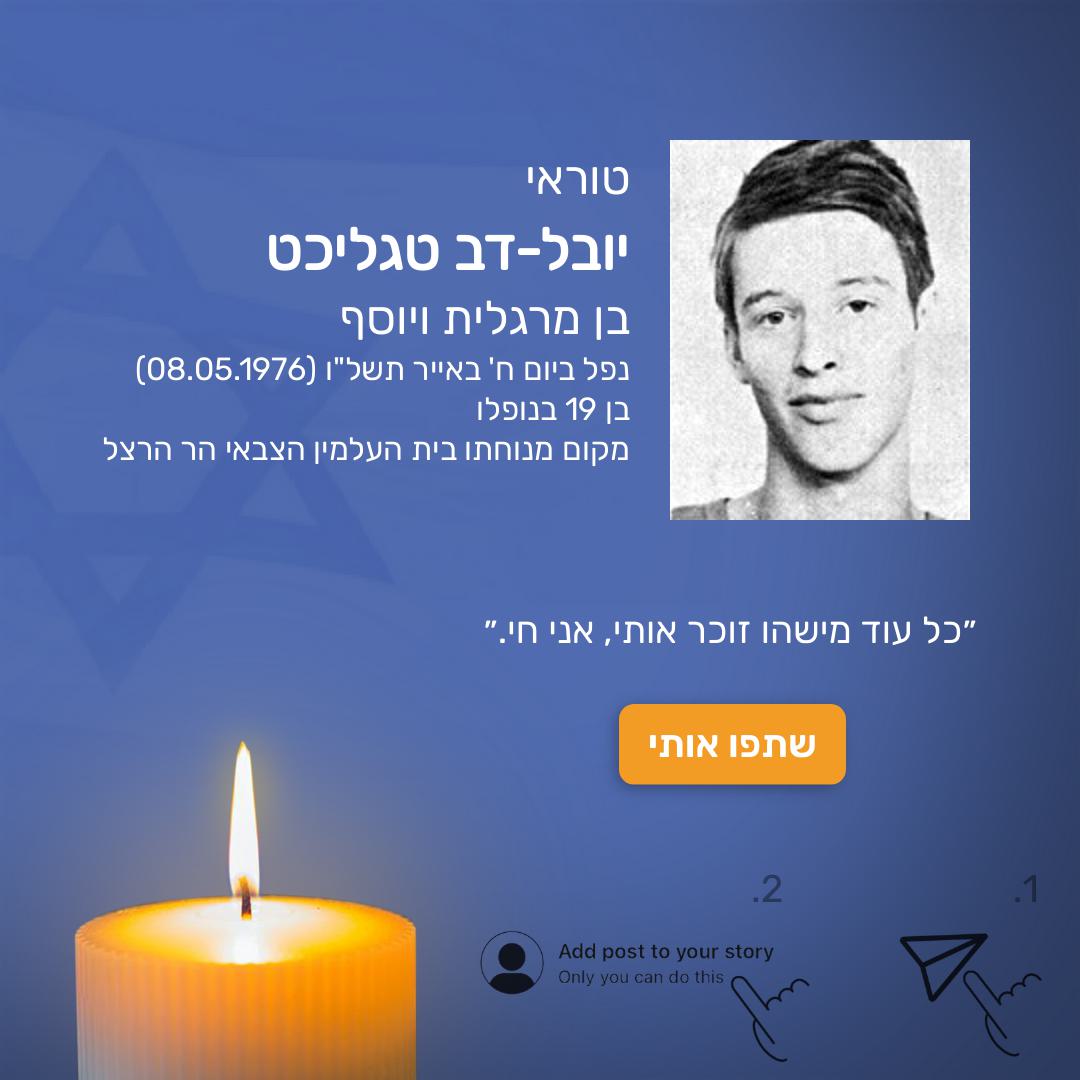 טוראי
יובל-דב טגליכט
בן מרגלית ויוסף
נפל ביום ח' באייר תשל"ו (08.05.1976)
בן 19 בנופלו
מקום מנוחתו בית העלמין הצבאי הר הרצל
״כל עוד מישהו זוכר אותי, אני חי.״
שתפו אותי
1.
2.
Add post to your story
Only you can do this